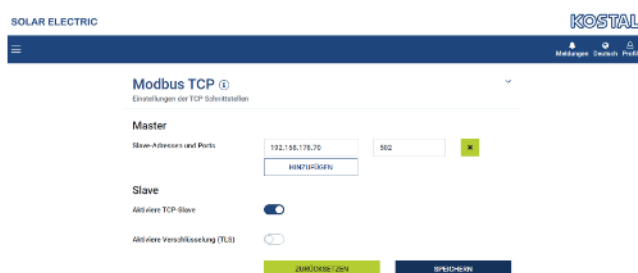 SOLAR ELECTRIC
KOSTAL
Meldungen Deutsch Profil
Modbus TCP
Einstellungen der TCP Schnittstellen
Master
Slave-Adressen und Ports 192.168.178.70 502
HINZUFÜGEN
Slave
Aktiviere TCP-Slave
Aktiviere Verschlüsselung (TLS)
ZURÜCKSETZEN SPEICHERN